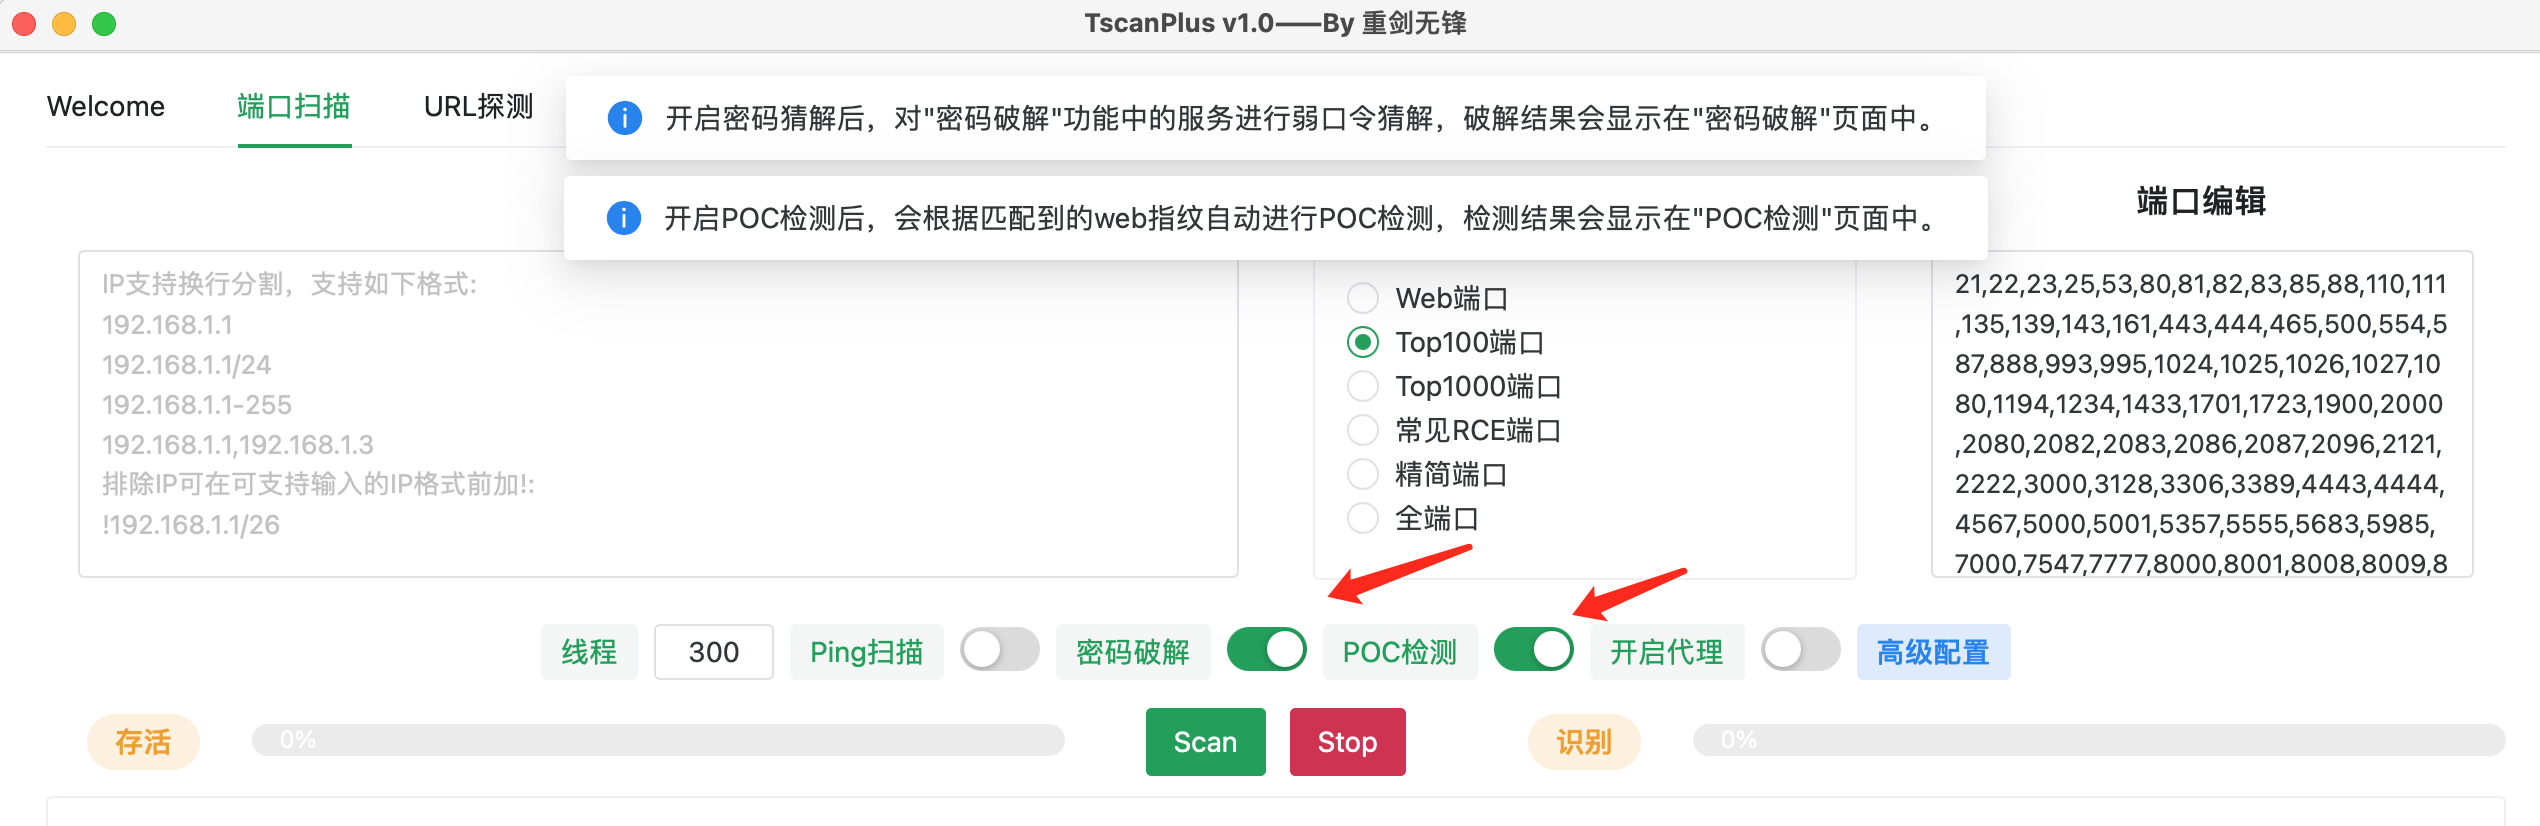 TscanPlus v1.0——By 重剑无锋
Welcome
端口扫描
URL探测
开启密码猜解后，对"密码破解"功能中的服务进行弱口令猜解，破解结果会显示在"密码破解"页面中。
开启POC检测后，会根据匹配到的web指纹自动进行POC检测，检测结果会显示在"POC检测"页面中。
端口编辑
IP支持换行分割，支持如下格式:
192.168.1.1
192.168.1.1/24
192.168.1.1-255
192.168.1.1,192.168.1.3
排除IP可在可支持输入的IP格式前加!:
!192.168.1.1/26
Web端口
Top100端口
Top1000端口
常见RCE端口
精简端口
全端口
21,22,23,25,53,80,81,82,83,85,88,110,111
,135,139,143,161,443,444,465,500,554,5
87,888,993,995,1024,1025,1026,1027,10
80,1194,1234,1433,1701,1723,1900,2000
,2080,2082,2083,2086,2087,2096,2121,
2222,3000,3128,3306,3389,4443,4444,
4567,5000,5001,5357,5555,5683,5985,
7000,7547,7777,8000,8001,8008,8009,8
线程
300
Ping扫描
密码破解
POC检测
开启代理
高级配置
存活
0%
Scan
Stop
识别
0%